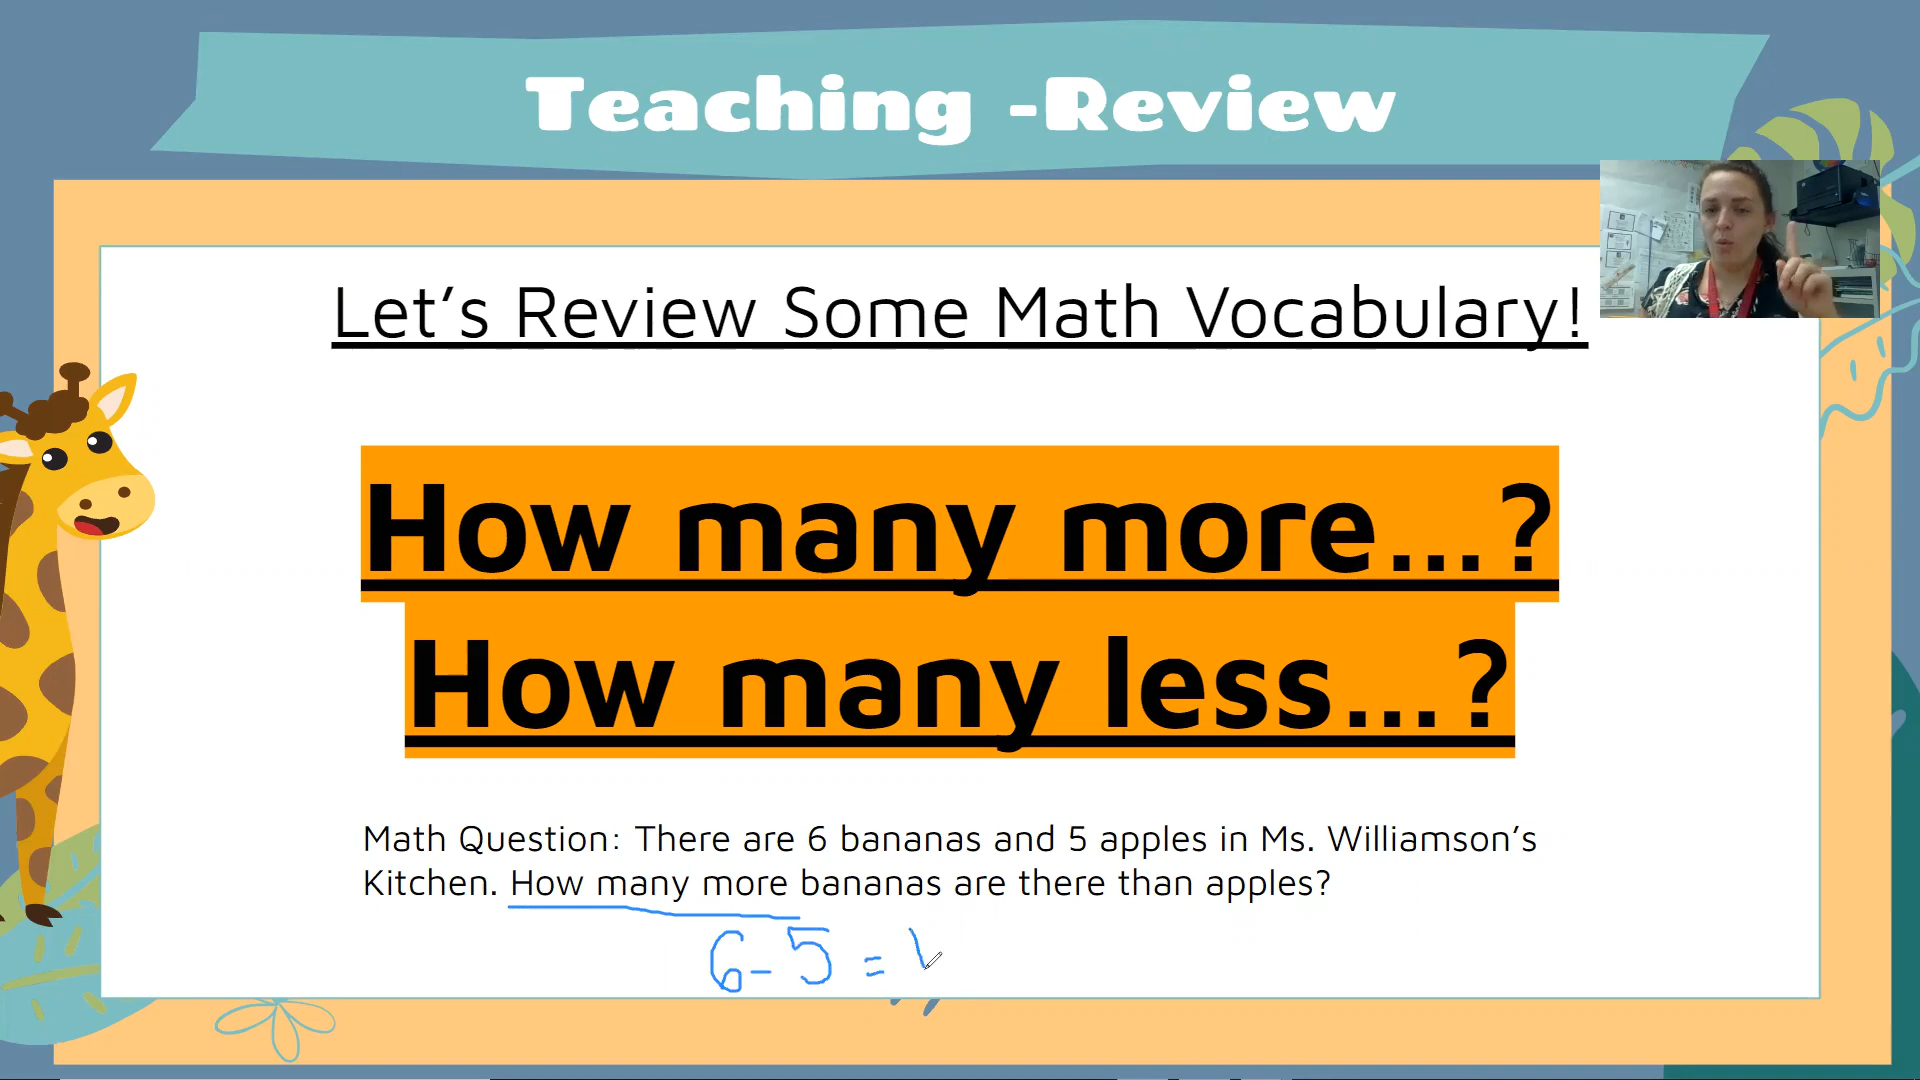 Teaching -Review
Let's Review Some Math Vocabulary!
How many more...?
How many less...?
Math Question: There are 6 bananas and 5 apples in Ms. Williamson's
Kitchen. How many more bananas are there than apples?
6-5 =